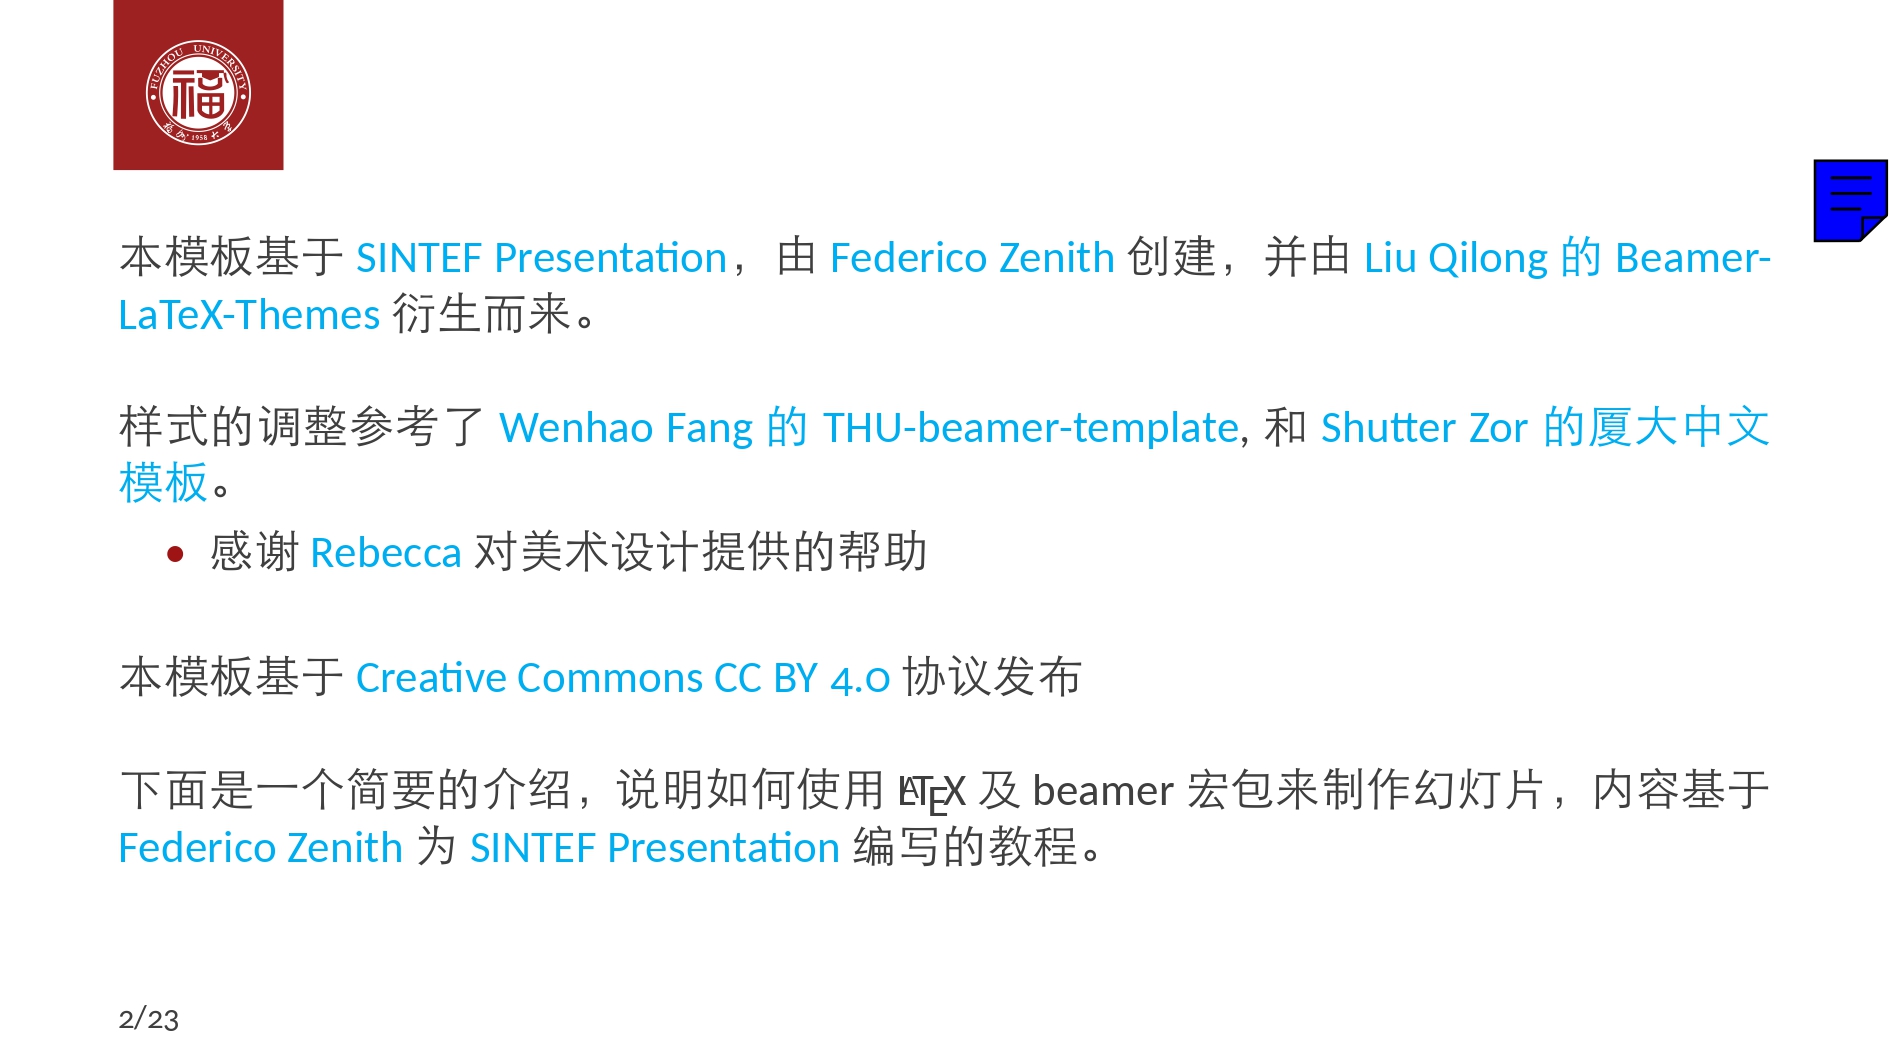 FUZHOU UNIVERSITY
福
福州大学
1958
本模板基于 SINTEF Presentation，由 Federico Zenith 创建，并由 Liu Qilong 的 Beamer-
LaTeX-Themes 衍生而来。
样式的调整参考了 Wenhao Fang 的 THU-beamer-template, 和 Shutter Zor 的厦大中文
模板。
• 感谢 Rebecca 对美术设计提供的帮助
本模板基于 Creative Commons CC BY 4.0 协议发布
下面是一个简要的介绍，说明如何使用 LATEX 及 beamer 宏包来制作幻灯片，内容基于
Federico Zenith 为 SINTEF Presentation 编写的教程。
2/23